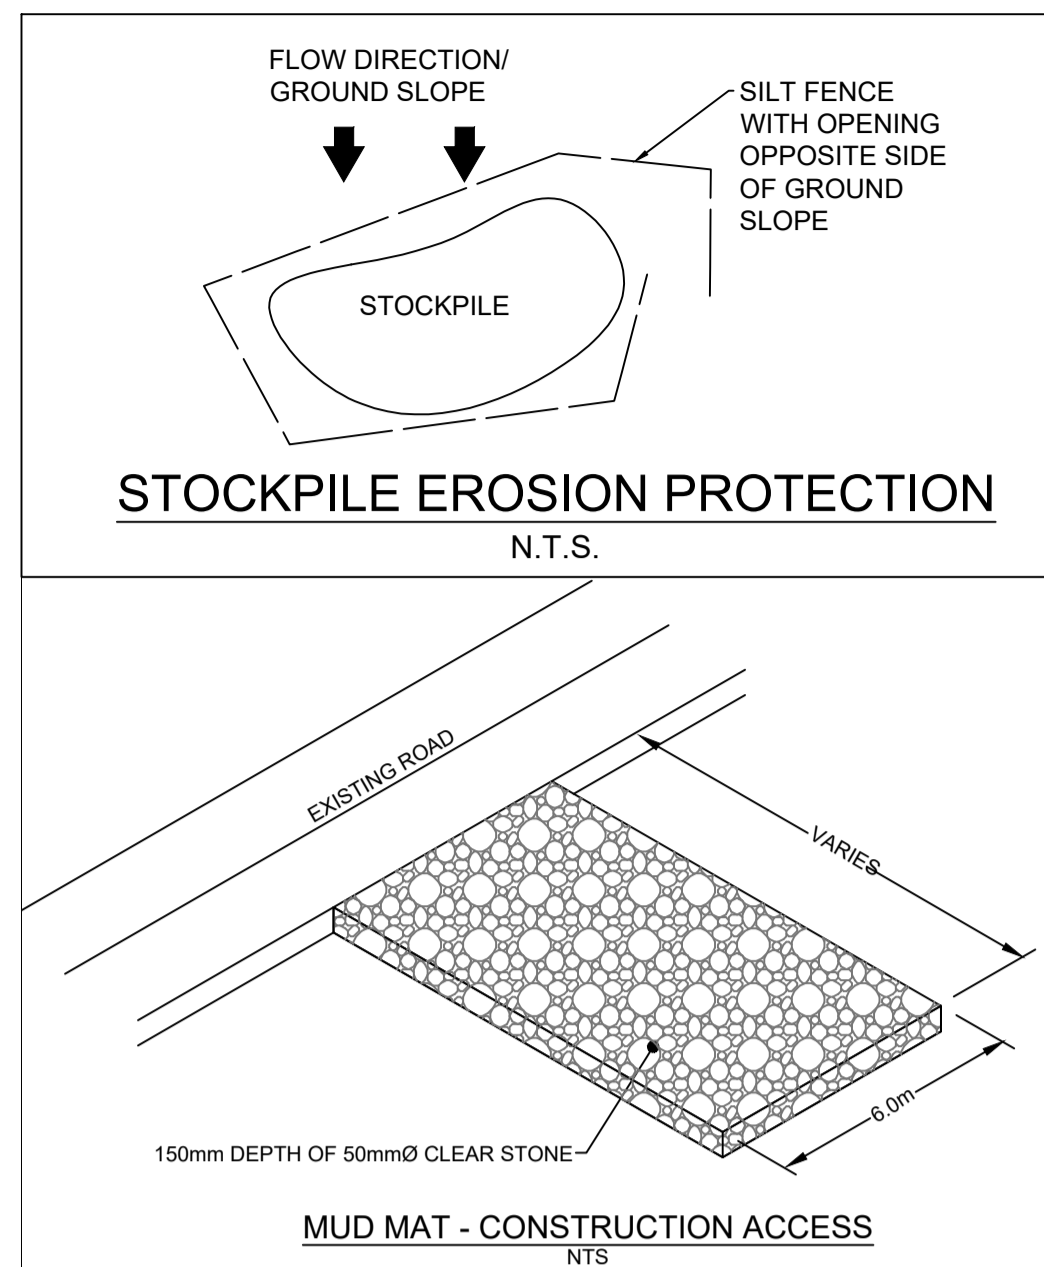 FLOW DIRECTION/
GROUND SLOPE
SILT FENCE
WITH OPENING
OPPOSITE SIDE
OF GROUND
SLOPE
STOCKPILE
STOCKPILE EROSION PROTECTION
N.T.S.
EXISTING ROAD
VARIES
6.0m
150mm DEPTH OF 50mmØ CLEAR STONE
MUD MAT - CONSTRUCTION ACCESS
NTS